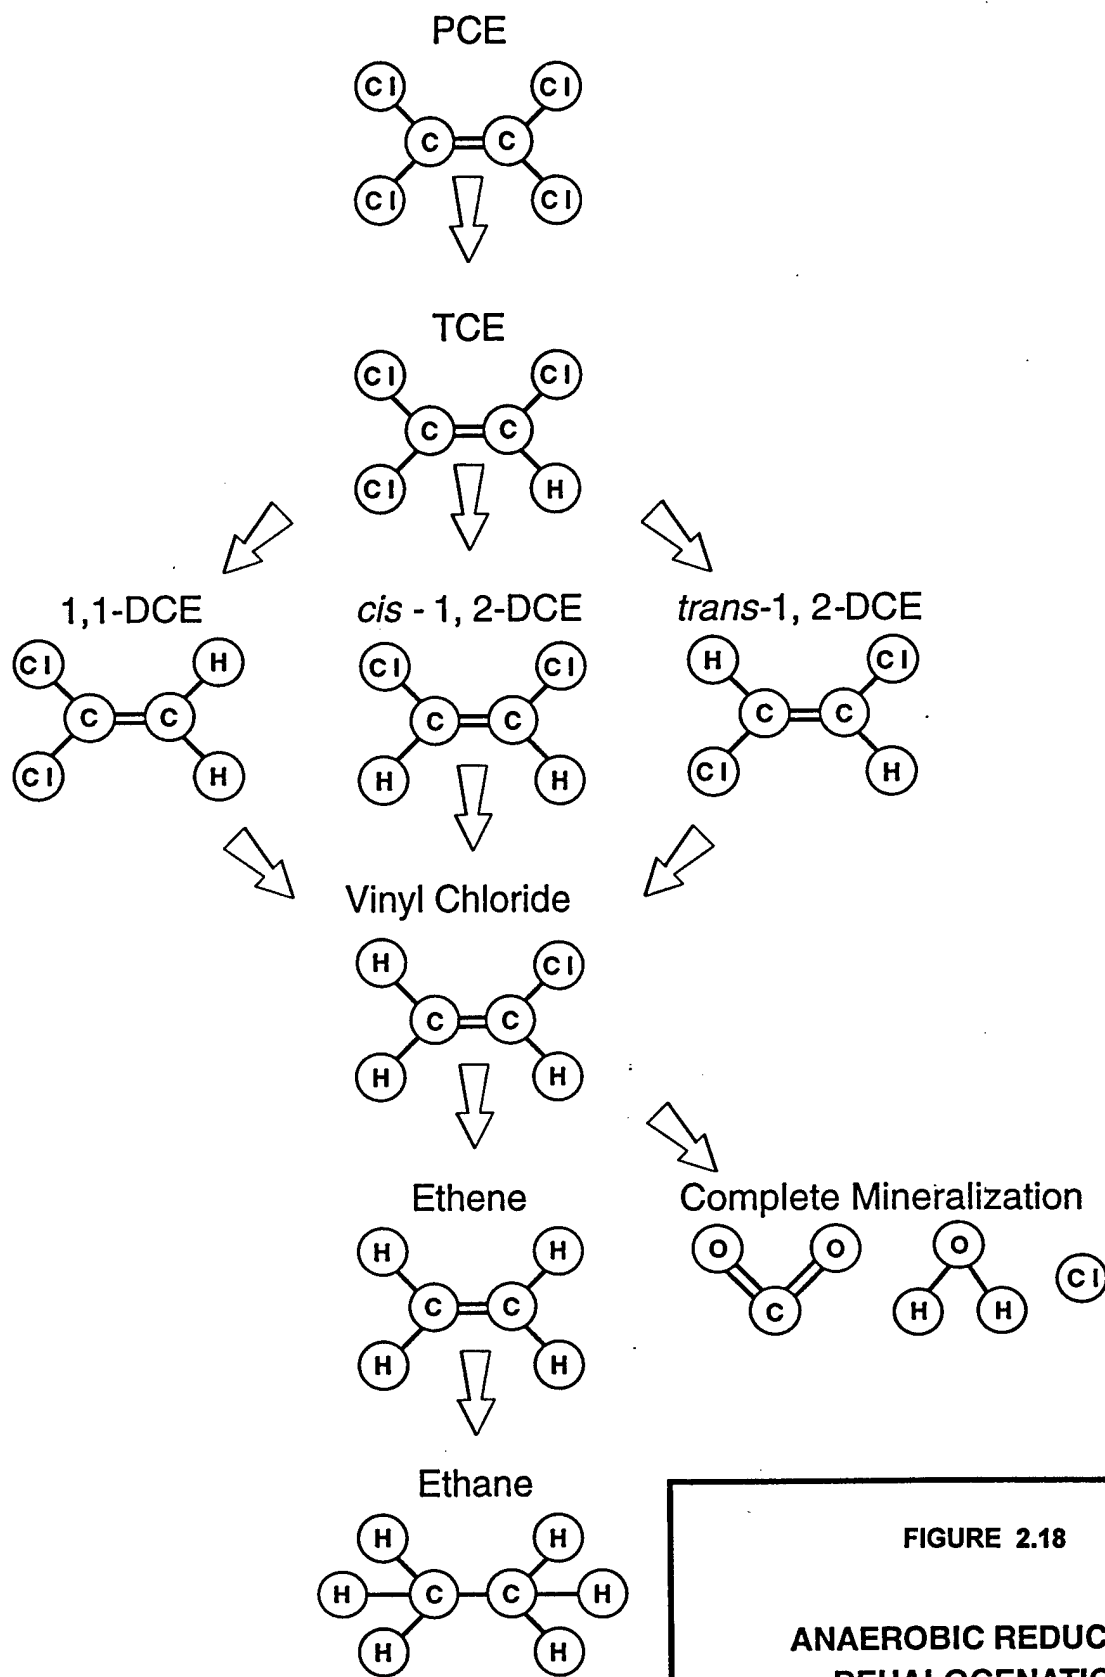 PCE
Cl Cl
C C
Cl Cl
TCE
Cl Cl
C C
Cl H
1,1-DCE cis - 1, 2-DCE trans-1, 2-DCE
Cl H Cl Cl H Cl
C C C C C C
Cl H H H Cl H
Vinyl Chloride
H Cl
C C
H H
Ethene Complete Mineralization
H H O O O Cl
C C C H H
H H
Ethane
H H
H C C H
H H
FIGURE 2.18
ANAEROBIC